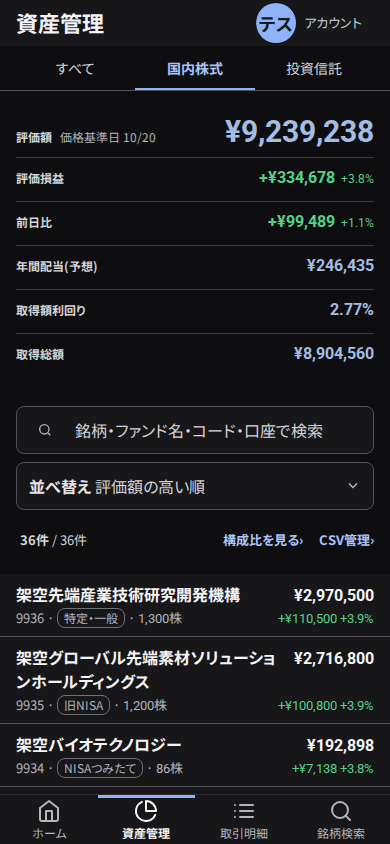 資産管理
テス アカウント
すべて 国内株式 投資信託
評価額 価格基準日 10/20 ¥9,239,238
評価損益 +¥334,678 +3.8%
前日比 +¥99,489 +1.1%
年間配当(予想) ¥246,435
取得額利回り 2.77%
取得総額 ¥8,904,560
銘柄・ファンド名・コード・口座で検索
並べ替え 評価額の高い順
36件 / 36件 構成比を見る› CSV管理›
架空先端産業技術研究開発機構 ¥2,970,500
9936 · 特定・一般 · 1,300株 +¥110,500 +3.9%
架空グローバル先端素材ソリューショ ¥2,716,800
ンホールディングス
9935 · 旧NISA · 1,200株 +¥100,800 +3.9%
架空バイオテクノロジー ¥192,898
9934 · NISAつみたて · 86株 +¥7,138 +3.8%
ホーム 資産管理 取引明細 銘柄検索